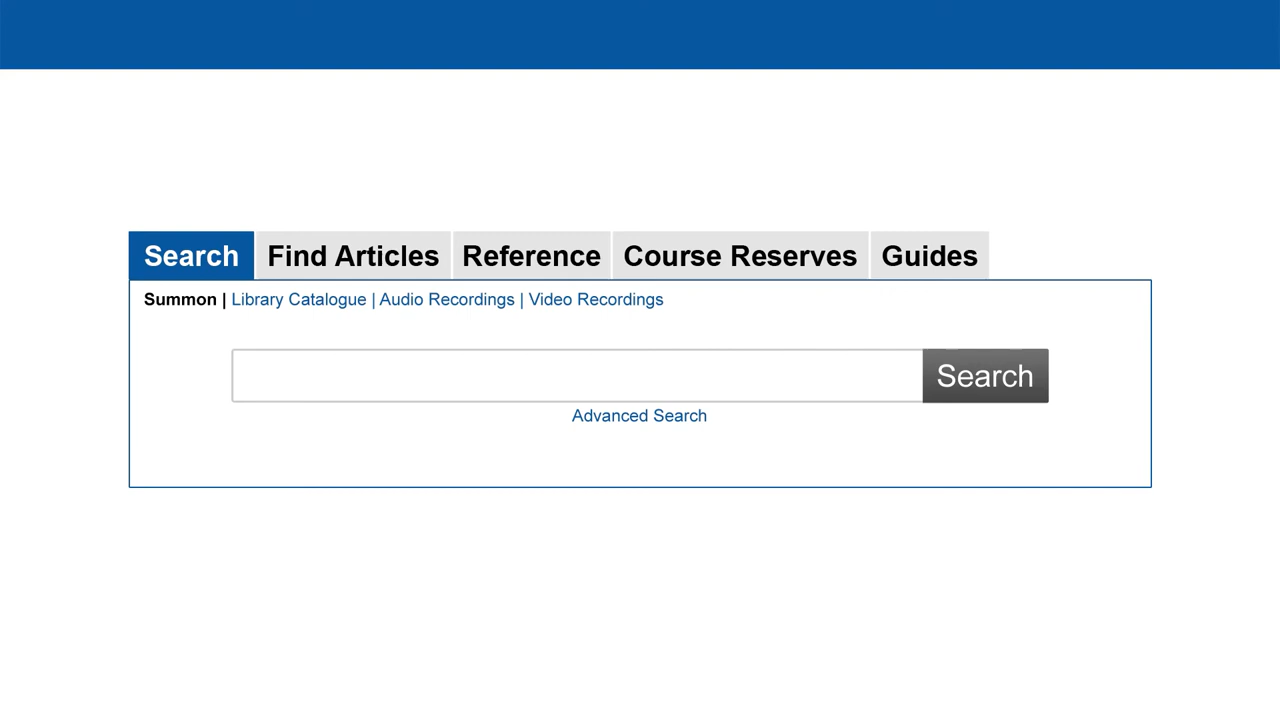 Search Find Articles Reference Course Reserves Guides
Summon | Library Catalogue | Audio Recordings | Video Recordings
Search
Advanced Search